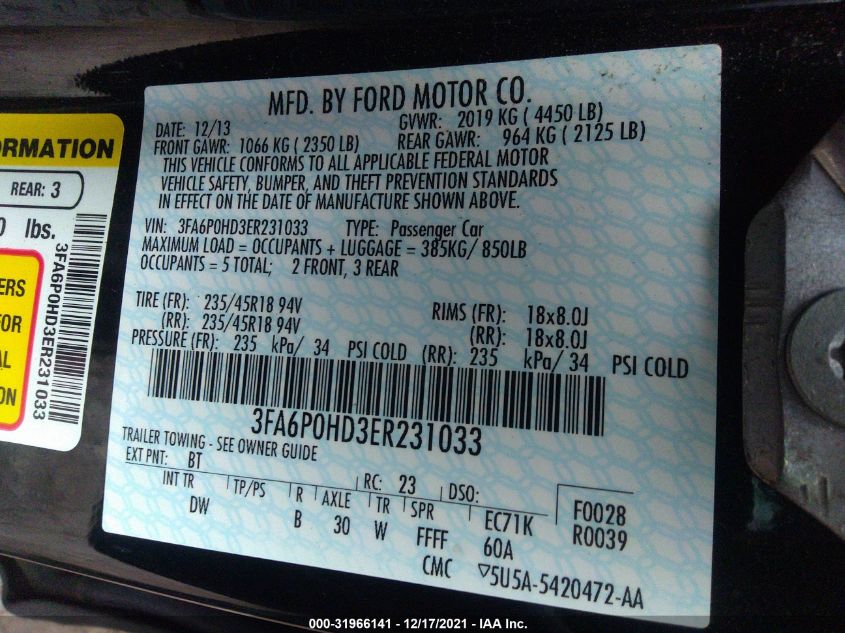 MFD. BY FORD MOTOR CO.
DATE: 12/13 GVWR: 2019 KG ( 4450 LB)
FRONT GAWR: 1066 KG ( 2350 LB) REAR GAWR: 964 KG ( 2125 LB)
THIS VEHICLE CONFORMS TO ALL APPLICABLE FEDERAL MOTOR
VEHICLE SAFETY, BUMPER, AND THEFT PREVENTION STANDARDS
IN EFFECT ON THE DATE OF MANUFACTURE SHOWN ABOVE.
VIN: 3FA6P0HD3ER231033 TYPE: Passenger Car
MAXIMUM LOAD = OCCUPANTS + LUGGAGE = 385KG/ 850LB
OCCUPANTS = 5 TOTAL; 2 FRONT, 3 REAR
TIRE (FR): 235/45R18 94V RIMS (FR): 18x8.0J
(RR): 235/45R18 94V (RR): 18x8.0J
PRESSURE (FR): 235 kPa/ 34 PSI COLD (RR): 235 kPa/ 34 PSI COLD
3FA6P0HD3ER231033
TRAILER TOWING - SEE OWNER GUIDE
EXT PNT: BT RC: 23 DSO: F0028
INT TR TP/PS R AXLE TR SPR EC71K R0039
DW B 30 W FFFF 60A
CMC ▽5U5A-5420472-AA
ORMATION
REAR: 3
0 lbs.
3FA6P0HD3ER231033
ERS
FOR
AL
ON
000-31966141 - 12/17/2021 - IAA Inc.